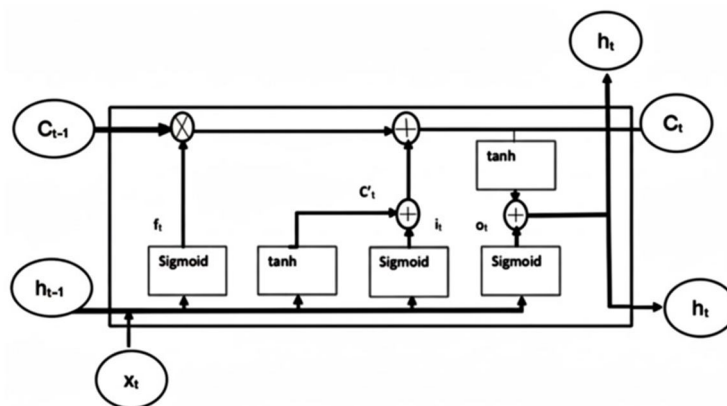 hₜ
Cₜ₋₁
Cₜ
tanh
C'ₜ
fₜ
iₜ
oₜ
Sigmoid
tanh
Sigmoid
Sigmoid
hₜ₋₁
hₜ
xₜ